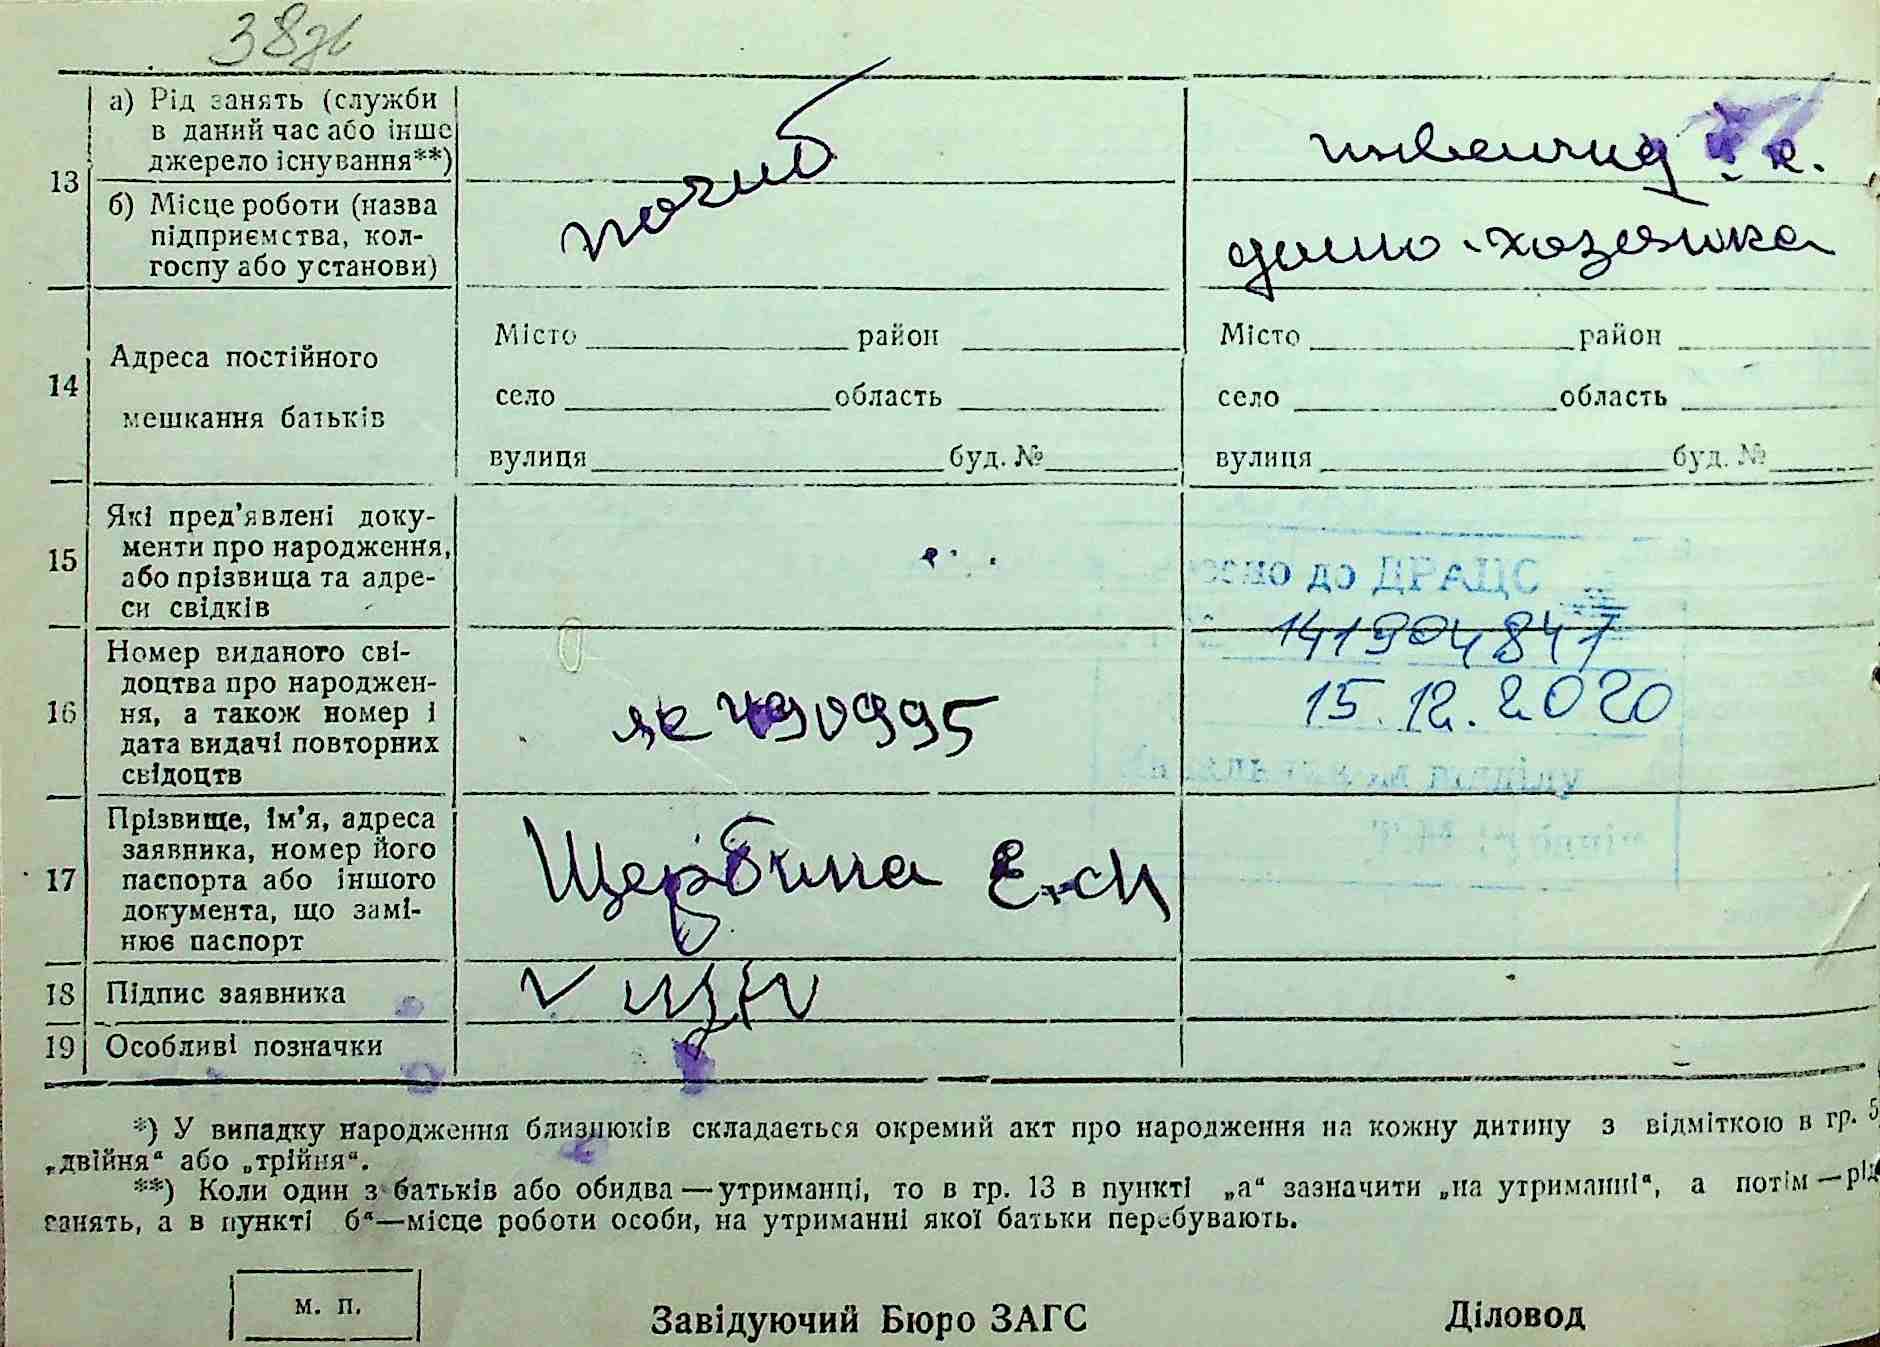 38
13
а) Рід занять (служби
в даний час або інше
джерело існування**)
погиб
инвалид
б) Місце роботи (назва
підприємства, кол-
госпу або установи)
домо-хозяйка
14
Адреса постійного
мешкання батьків
Місто район
село область
вулиця буд. №
Місто район
село область
вулиця буд. №
15
Які пред'явлені доку-
менти про народження,
або прізвища та адре-
си свідків
до ДРАЦС
141904847
15.12.2020
16
Номер виданого сві-
доцтва про народжен-
ня, а також номер і
дата видачі повторних
свідоцтв
490995
відділу
17
Прізвище, ім'я, адреса
заявника, номер його
паспорта або іншого
документа, що замі-
нює паспорт
Щербина Е.
18
Підпис заявника
19
Особливі позначки
*) У випадку народження близнюків складається окремий акт про народження на кожну дитину з відміткою в гр. 5
„двійня“ або „трійня“.
**) Коли один з батьків або обидва—утриманці, то в гр. 13 в пункті „а“ зазначити „на утриманні“, а потім—рід
занять, а в пункті б“—місце роботи особи, на утриманні якої батьки перебувають.
м. п.
Завідуючий Бюро ЗАГС
Діловод